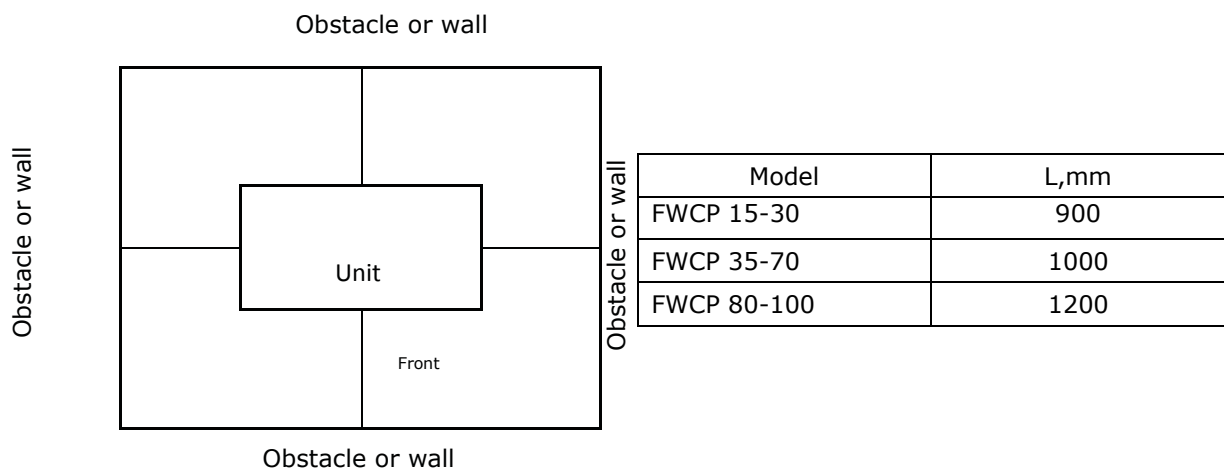 Obstacle or wall
Obstacle or wall
Unit
Front
Obstacle or wall
Obstacle or wall
Model L,mm
FWCP 15-30 900
FWCP 35-70 1000
FWCP 80-100 1200